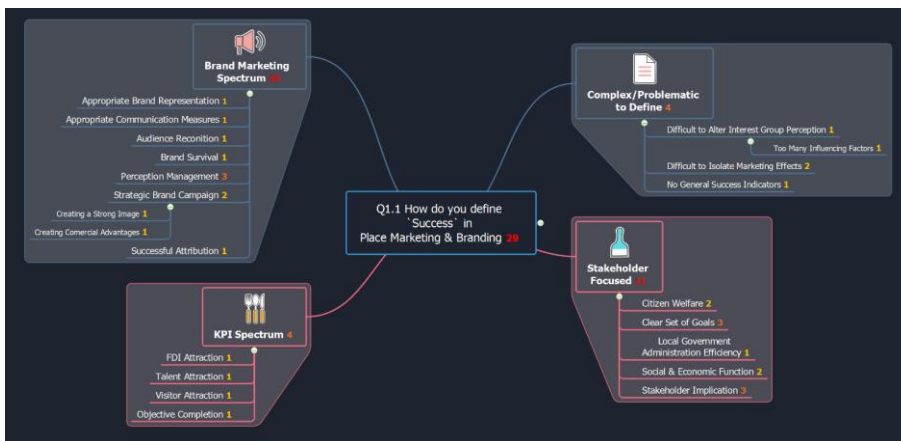 Brand Marketing
Spectrum
Appropriate Brand Representation 1
Appropriate Communication Measures 1
Audience Reconition 1
Brand Survival 1
Perception Management 3
Strategic Brand Campaign 2
Creating a Strong Image 1
Creating Comercial Advantages 1
Successful Attribution 1
Complex/Problematic
to Define 4
Difficult to Alter Interest Group Perception 1
Too Many Influencing Factors 1
Difficult to Isolate Marketing Effects 2
No General Success Indicators 1
Q1.1 How do you define
`Success` in
Place Marketing & Branding 29
KPI Spectrum 4
FDI Attraction 1
Talent Attraction 1
Visitor Attraction 1
Objective Completion 1
Stakeholder
Focused 11
Citizen Welfare 2
Clear Set of Goals 3
Local Government
Administration Efficiency 1
Social & Economic Function 2
Stakeholder Implication 3